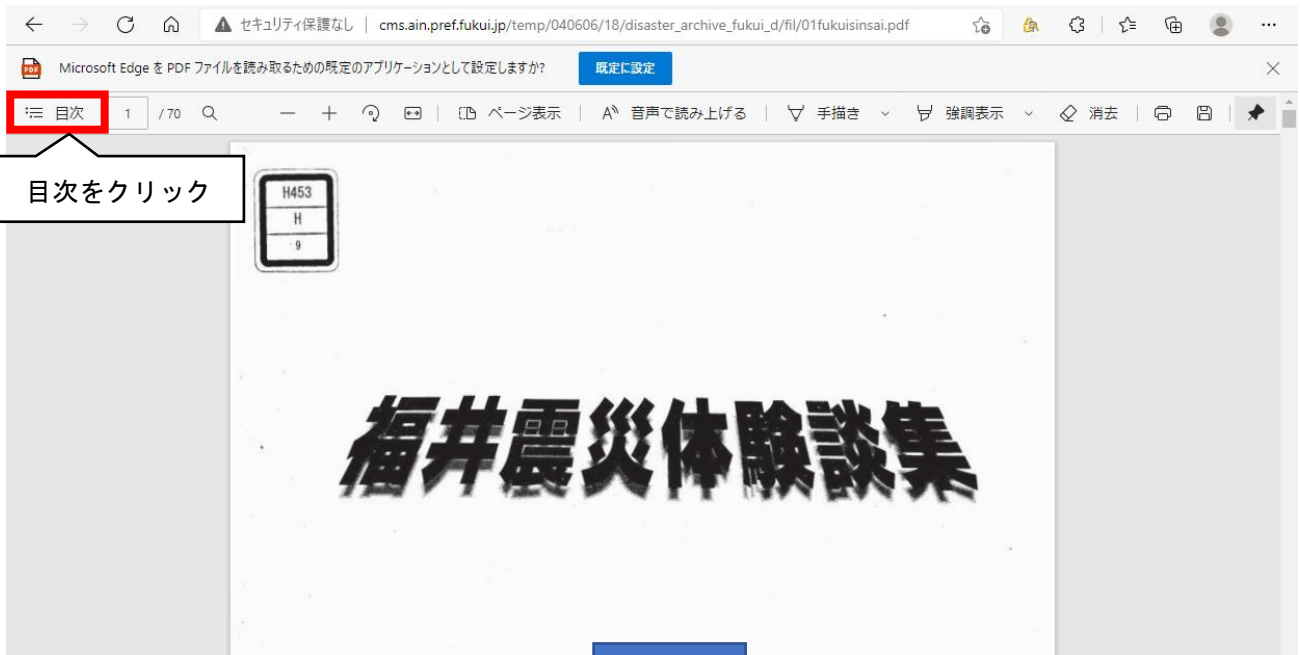 セキュリティ保護なし | cms.ain.pref.fukui.jp/temp/040606/18/disaster_archive_fukui_d/fil/01fukuisinsai.pdf
PDF Microsoft Edge を PDF ファイルを読み取るための既定のアプリケーションとして設定しますか? 既定に設定
目次 1 / 70 ページ表示 音声で読み上げる 手描き 強調表示 消去
目次をクリック
H453
H
9
福井震災体験談集